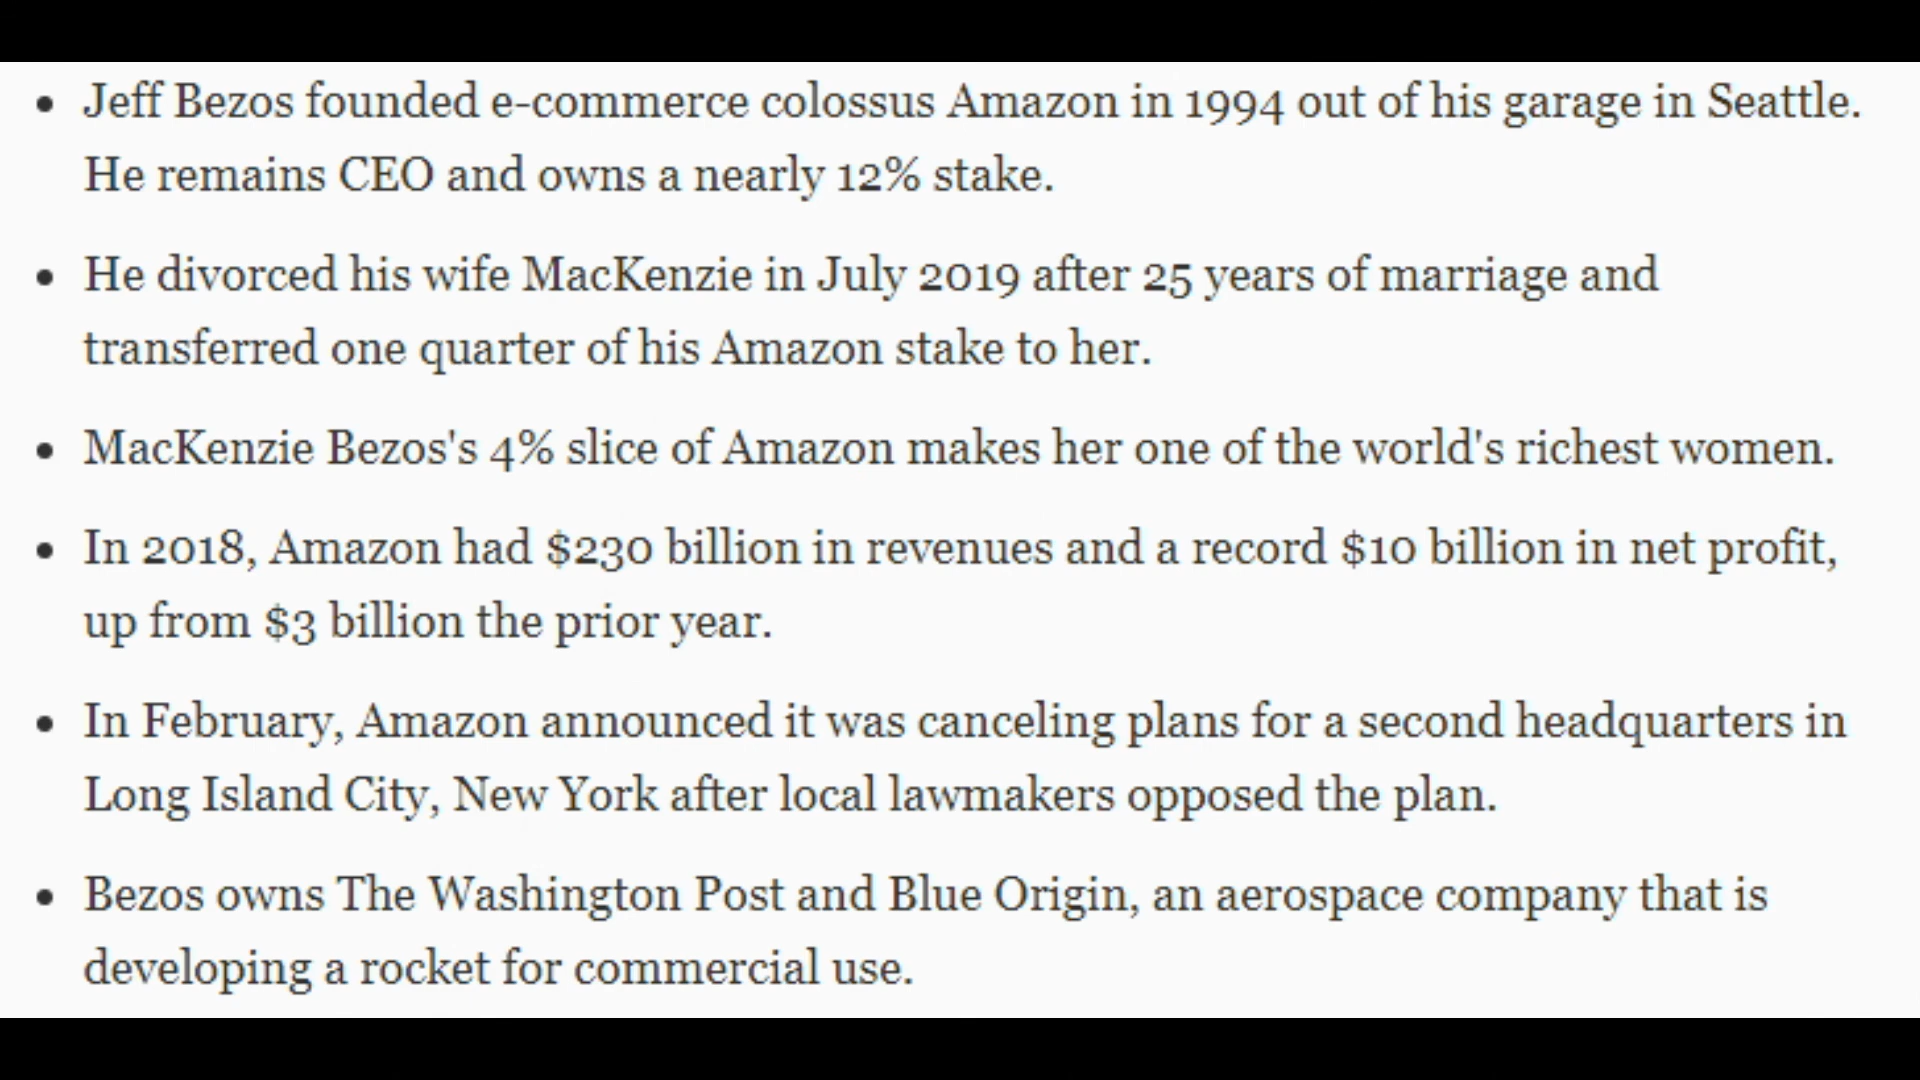 • Jeff Bezos founded e-commerce colossus Amazon in 1994 out of his garage in Seattle.
He remains CEO and owns a nearly 12% stake.
• He divorced his wife MacKenzie in July 2019 after 25 years of marriage and
transferred one quarter of his Amazon stake to her.
• MacKenzie Bezos's 4% slice of Amazon makes her one of the world's richest women.
• In 2018, Amazon had $230 billion in revenues and a record $10 billion in net profit,
up from $3 billion the prior year.
• In February, Amazon announced it was canceling plans for a second headquarters in
Long Island City, New York after local lawmakers opposed the plan.
• Bezos owns The Washington Post and Blue Origin, an aerospace company that is
developing a rocket for commercial use.